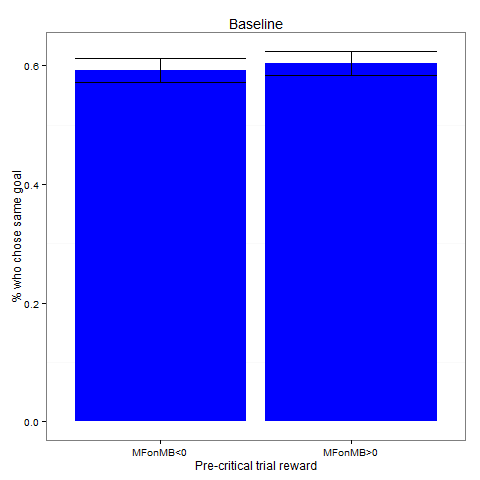 Baseline
% who chose same goal
0.6
0.4
0.2
0.0
MFonMB<0
MFonMB>0
Pre-critical trial reward